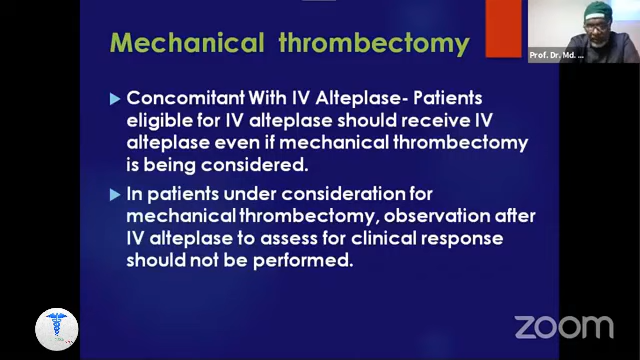 Mechanical thrombectomy
Prof. Dr. Md. ...
Concomitant With IV Alteplase- Patients
eligible for IV alteplase should receive IV
alteplase even if mechanical thrombectomy
is being considered.
In patients under consideration for
mechanical thrombectomy, observation after
IV alteplase to assess for clinical response
should not be performed.
zoom